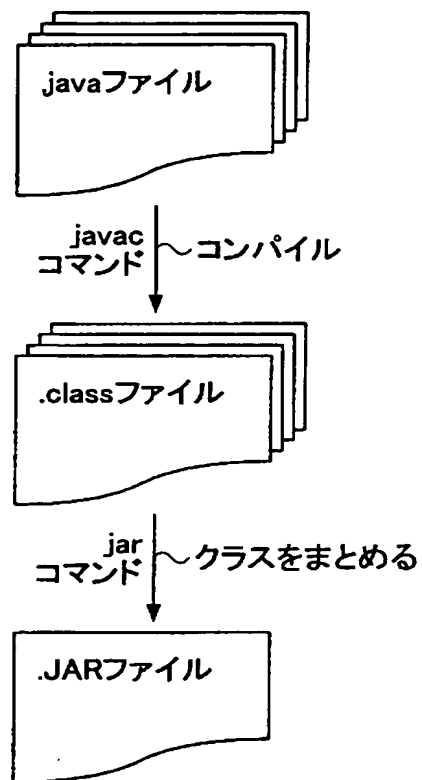 .javaファイル
javac
コマンド
コンパイル
.classファイル
jar
コマンド
クラスをまとめる
.JARファイル